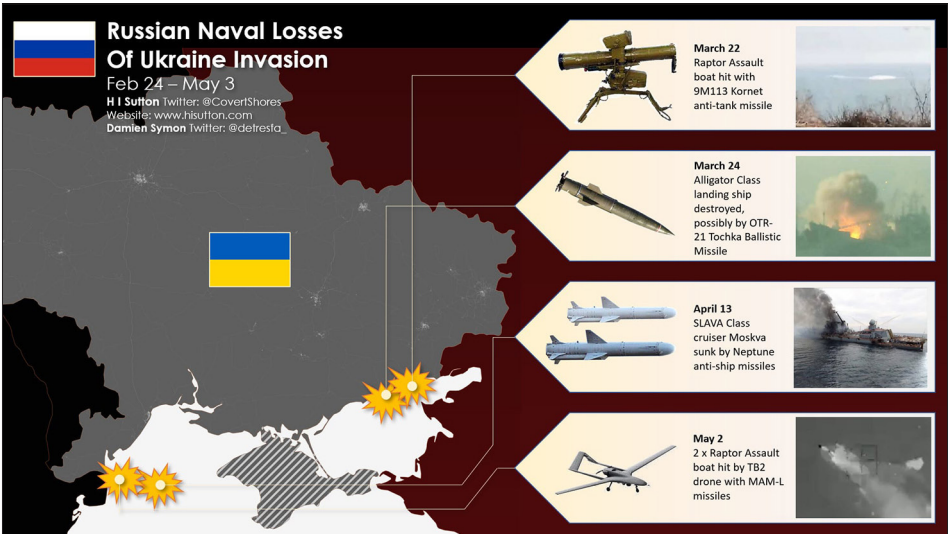 Russian Naval Losses
Of Ukraine Invasion
Feb 24 – May 3
H I Sutton Twitter: @CovertShores
Website: www.hisutton.com
Damien Symon Twitter: @detresfa_
March 22
Raptor Assault
boat hit with
9M113 Kornet
anti-tank missile
March 24
Alligator Class
landing ship
destroyed,
possibly by OTR-
21 Tochka Ballistic
Missile
April 13
SLAVA Class
cruiser Moskva
sunk by Neptune
anti-ship missiles
May 2
2 x Raptor Assault
boat hit by TB2
drone with MAM-L
missiles